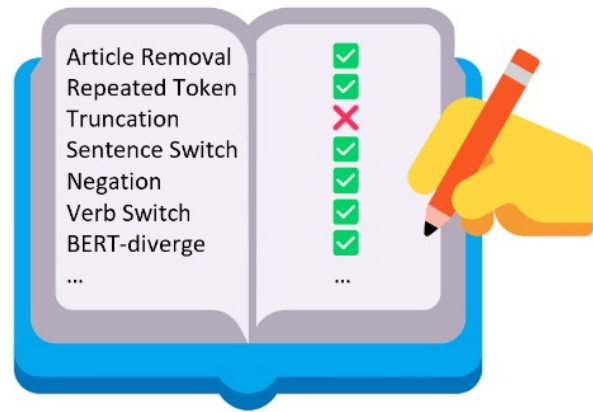 Article Removal ✅
Repeated Token ✅
Truncation ❌
Sentence Switch ✅
Negation ✅
Verb Switch ✅
BERT-diverge ✅
... ...